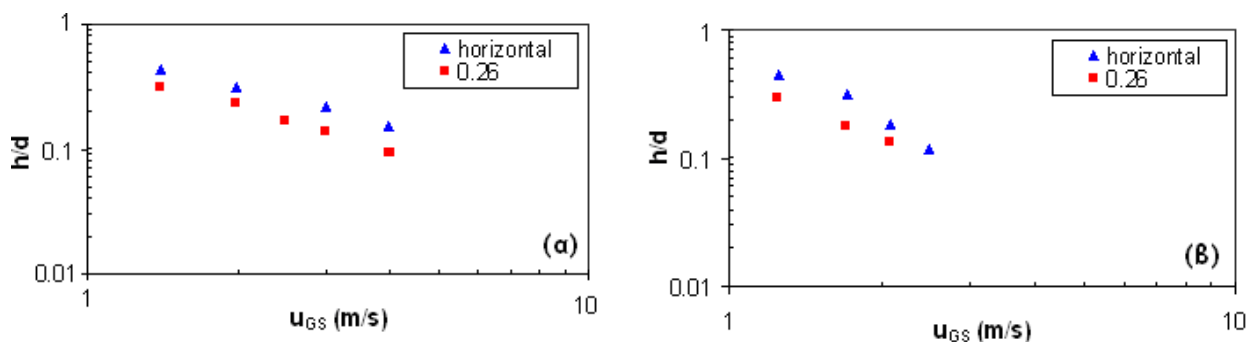 1
horizontal
0.26
h/d
0.1
(α)
0.01
1
10
u_GS (m/s)
1
horizontal
0.26
h/d
0.1
(β)
0.01
1
10
u_GS (m/s)